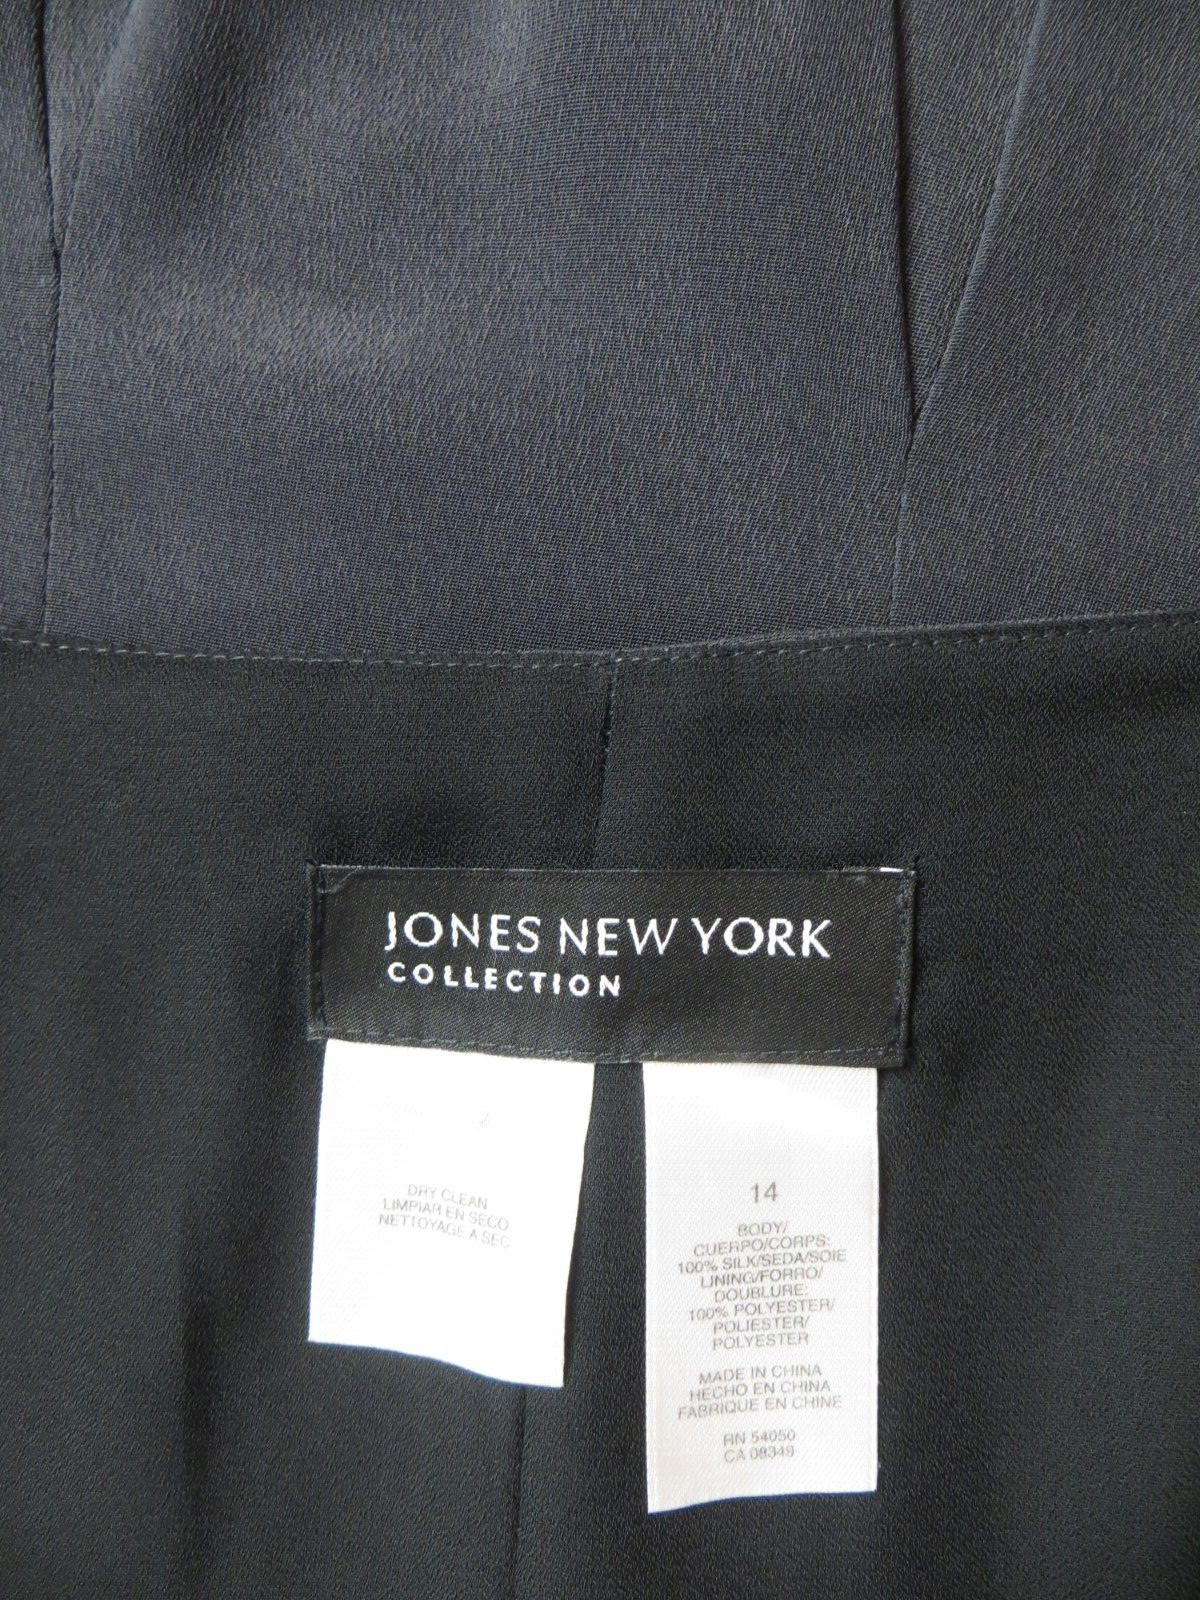 JONES NEW YORK
COLLECTION
DRY CLEAN
LIMPIAR EN SECO
NETTOYAGE A SEC
14
BODY/
CUERPO/CORPS:
100% SILK/SEDA/SOIE
LINING/FORRO/
DOUBLURE:
100% POLYESTER/
POLIESTER/
POLYESTER
MADE IN CHINA
HECHO EN CHINA
FABRIQUE EN CHINE
RN 54050
CA 08349